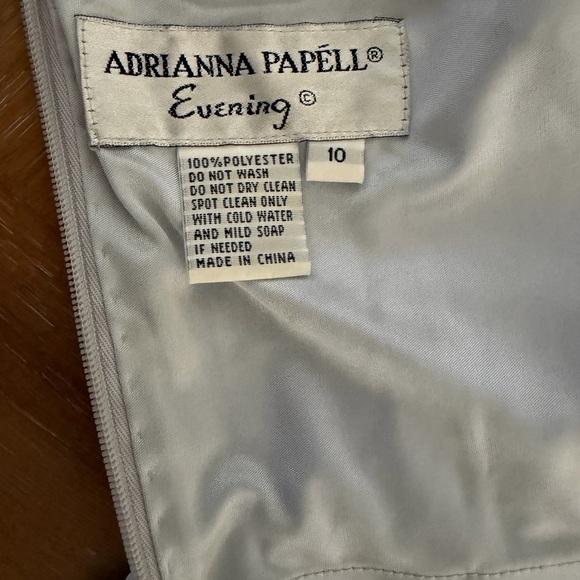 ADRIANNA PAPÉLL®
Evening ©
100%POLYESTER
DO NOT WASH
DO NOT DRY CLEAN
SPOT CLEAN ONLY
WITH COLD WATER
AND MILD SOAP
IF NEEDED
MADE IN CHINA
10